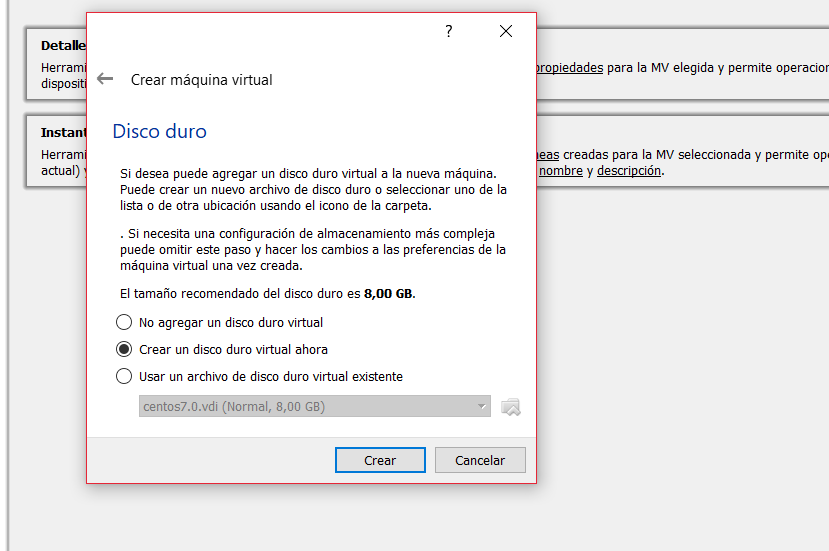 ?
Detalle
Herrami
propiedades para la MV elegida y permite operacion
dispositi
Crear máquina virtual
Disco duro
Instant
Herrami
neas creadas para la MV seleccionada y permite ope
actual) y
nombre y descripción.
Si desea puede agregar un disco duro virtual a la nueva máquina.
Puede crear un nuevo archivo de disco duro o seleccionar uno de la
lista o de otra ubicación usando el icono de la carpeta.
. Si necesita una configuración de almacenamiento más compleja
puede omitir este paso y hacer los cambios a las preferencias de la
máquina virtual una vez creada.
El tamaño recomendado del disco duro es 8,00 GB.
No agregar un disco duro virtual
Crear un disco duro virtual ahora
Usar un archivo de disco duro virtual existente
centos7.0.vdi (Normal, 8,00 GB)
Crear
Cancelar